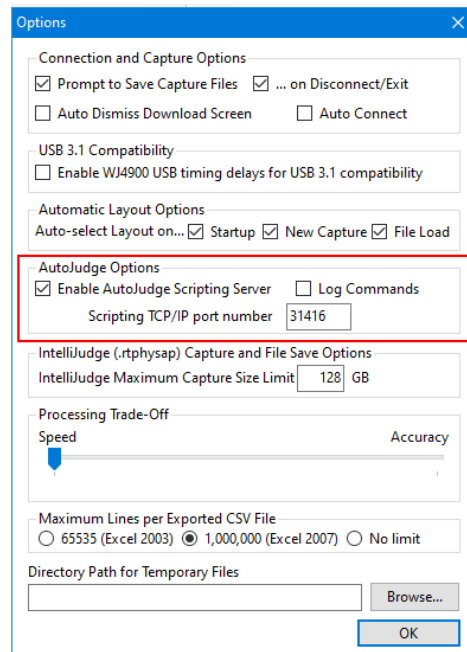 Options
Connection and Capture Options
Prompt to Save Capture Files ... on Disconnect/Exit
Auto Dismiss Download Screen Auto Connect
USB 3.1 Compatibility
Enable WJ4900 USB timing delays for USB 3.1 compatibility
Automatic Layout Options
Auto-select Layout on... Startup New Capture File Load
AutoJudge Options
Enable AutoJudge Scripting Server Log Commands
Scripting TCP/IP port number 31416
IntelliJudge (.rtphysap) Capture and File Save Options
IntelliJudge Maximum Capture Size Limit 128 GB
Processing Trade-Off
Speed Accuracy
Maximum Lines per Exported CSV File
65535 (Excel 2003) 1,000,000 (Excel 2007) No limit
Directory Path for Temporary Files
Browse...
OK